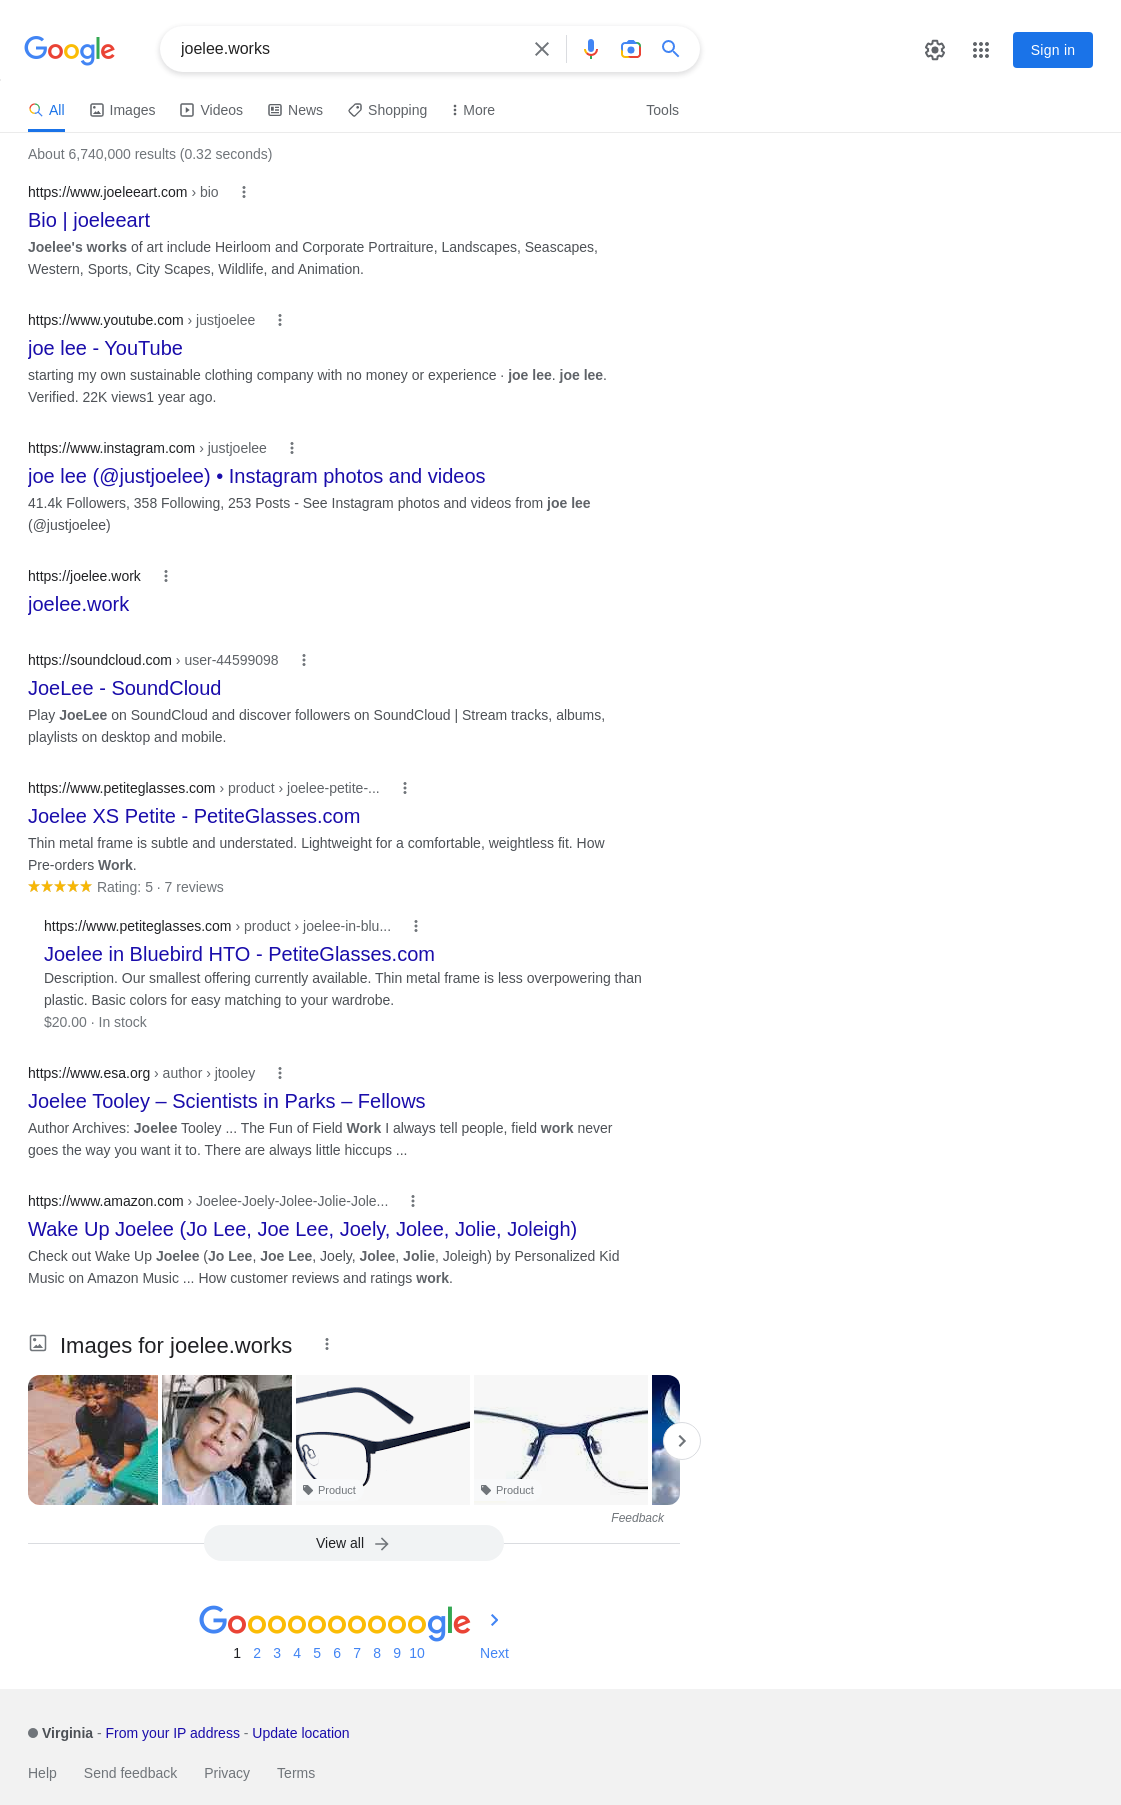 Google
joelee.works
Sign in
All
Images
Videos
News
Shopping
More
Tools
About 6,740,000 results (0.32 seconds)
https://www.joeleeart.com › bio
Bio | joeleeart
Joelee's works of art include Heirloom and Corporate Portraiture, Landscapes, Seascapes,
Western, Sports, City Scapes, Wildlife, and Animation.
https://www.youtube.com › justjoelee
joe lee - YouTube
starting my own sustainable clothing company with no money or experience · joe lee. joe lee.
Verified. 22K views1 year ago.
https://www.instagram.com › justjoelee
joe lee (@justjoelee) • Instagram photos and videos
41.4k Followers, 358 Following, 253 Posts - See Instagram photos and videos from joe lee
(@justjoelee)
https://joelee.work
joelee.work
https://soundcloud.com › user-44599098
JoeLee - SoundCloud
Play JoeLee on SoundCloud and discover followers on SoundCloud | Stream tracks, albums,
playlists on desktop and mobile.
https://www.petiteglasses.com › product › joelee-petite-...
Joelee XS Petite - PetiteGlasses.com
Thin metal frame is subtle and understated. Lightweight for a comfortable, weightless fit. How
Pre-orders Work.
Rating: 5 · 7 reviews
https://www.petiteglasses.com › product › joelee-in-blu...
Joelee in Bluebird HTO - PetiteGlasses.com
Description. Our smallest offering currently available. Thin metal frame is less overpowering than
plastic. Basic colors for easy matching to your wardrobe.
$20.00 · In stock
https://www.esa.org › author › jtooley
Joelee Tooley – Scientists in Parks – Fellows
Author Archives: Joelee Tooley ... The Fun of Field Work I always tell people, field work never
goes the way you want it to. There are always little hiccups ...
https://www.amazon.com › Joelee-Joely-Jolee-Jolie-Jole...
Wake Up Joelee (Jo Lee, Joe Lee, Joely, Jolee, Jolie, Joleigh)
Check out Wake Up Joelee (Jo Lee, Joe Lee, Joely, Jolee, Jolie, Joleigh) by Personalized Kid
Music on Amazon Music ... How customer reviews and ratings work.
Images for joelee.works
Product
Product
Feedback
View all
Goooooooooogle
1 2 3 4 5 6 7 8 9 10 Next
Virginia - From your IP address - Update location
Help
Send feedback
Privacy
Terms